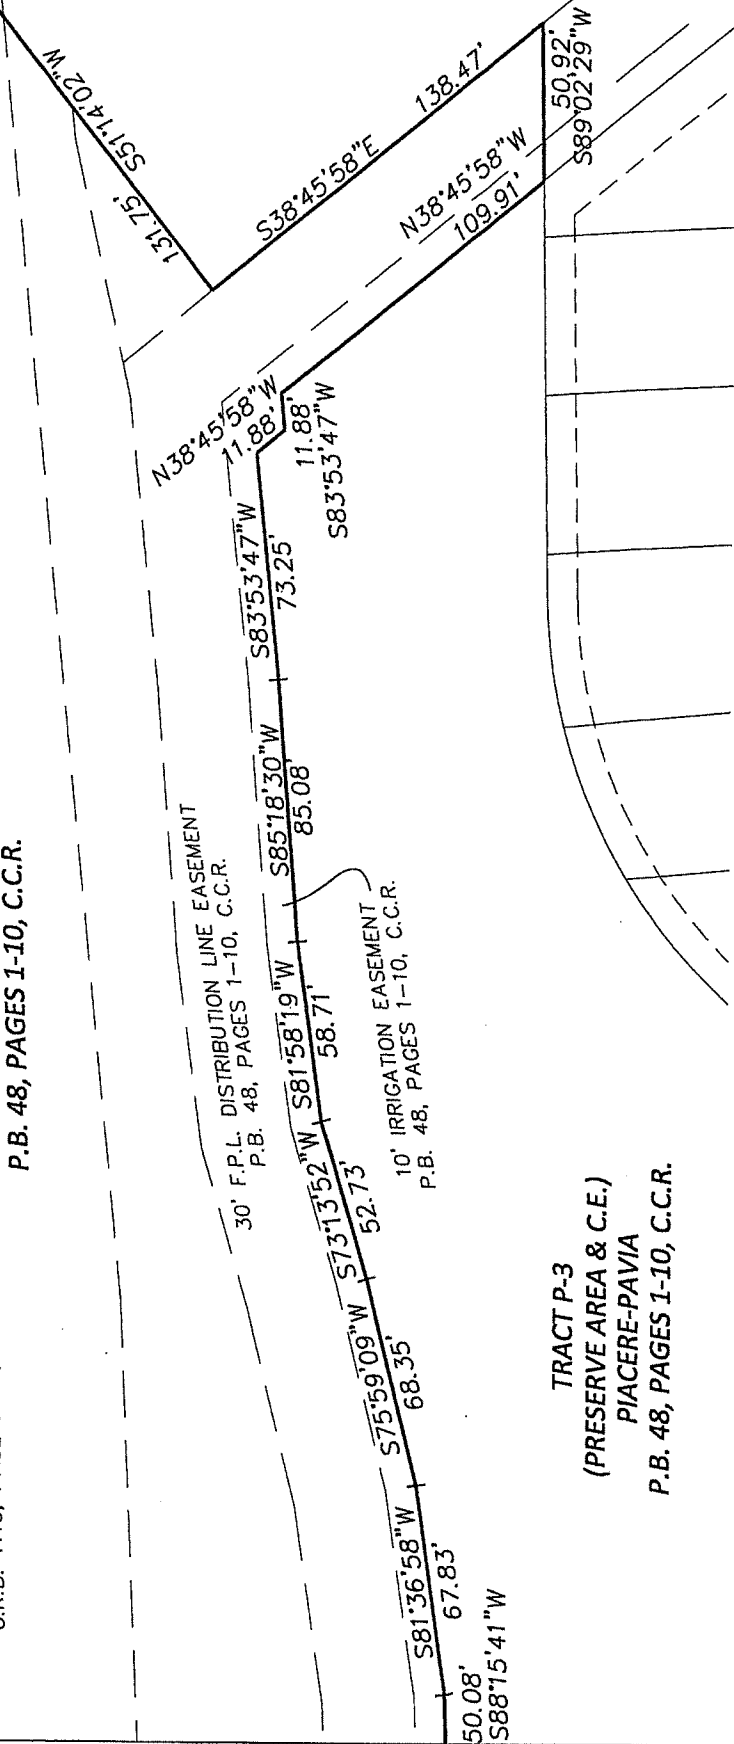 P.B. 48, PAGES 1-10, C.C.R.
S51°14'02"W
131.75'
S38°45'58"E
138.47'
50.92'
S89°02'29"W
N38°45'58"W
109.91'
N38°45'58"W
11.88'
11.88'
S83°53'47"W
S83°53'47"W
73.25'
S85°18'30"W
85.08'
30' F.P.L. DISTRIBUTION LINE EASEMENT
P.B. 48, PAGES 1-10, C.C.R.
10' IRRIGATION EASEMENT
P.B. 48, PAGES 1-10, C.C.R.
S81°58'19"W
58.71'
S73°13'52"W
52.73'
S75°59'09"W
68.35'
S81°36'58"W
67.83'
50.08'
S88°15'41"W
TRACT P-3
(PRESERVE AREA & C.E.)
PIACERE-PAVIA
P.B. 48, PAGES 1-10, C.C.R.